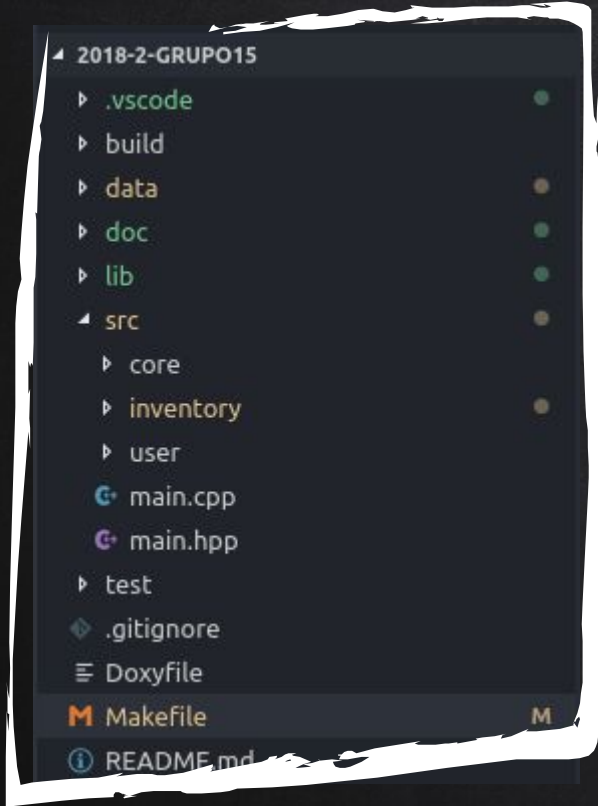 2018-2-GRUPO15
.vscode
build
data
doc
lib
src
core
inventory
user
main.cpp
main.hpp
test
.gitignore
Doxyfile
Makefile M
README.md